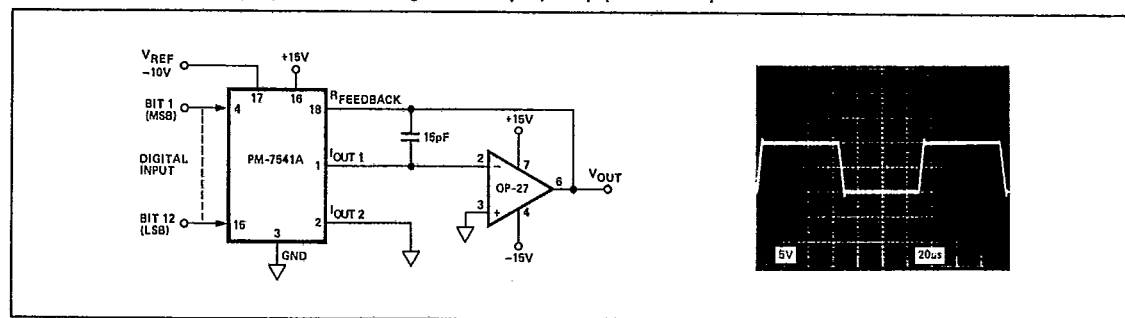 VREF
–10V
+15V
BIT 1
(MSB)
DIGITAL
INPUT
BIT 12
(LSB)
4
17
16
18
PM-7541A
1
15
2
3
GND
RFEEDBACK
15pF
IOUT 1
IOUT 2
+15V
2
7
OP-27
6
3
4
–15V
VOUT
5V
20µs